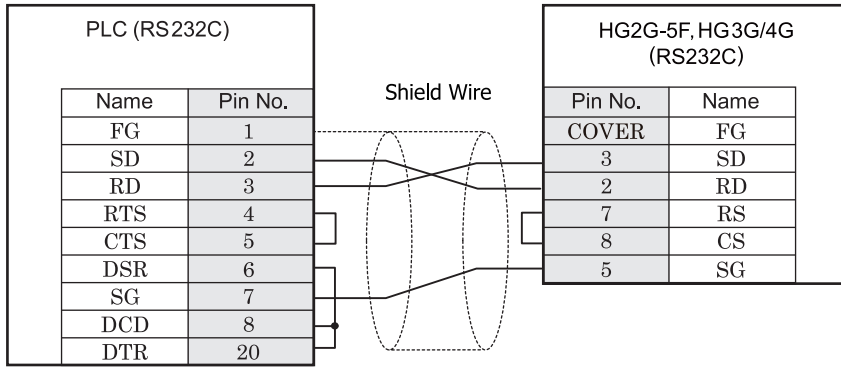 PLC (RS232C)
Name Pin No.
FG 1
SD 2
RD 3
RTS 4
CTS 5
DSR 6
SG 7
DCD 8
DTR 20
Shield Wire
HG2G-5F, HG3G/4G
(RS232C)
Pin No. Name
COVER FG
3 SD
2 RD
7 RS
8 CS
5 SG